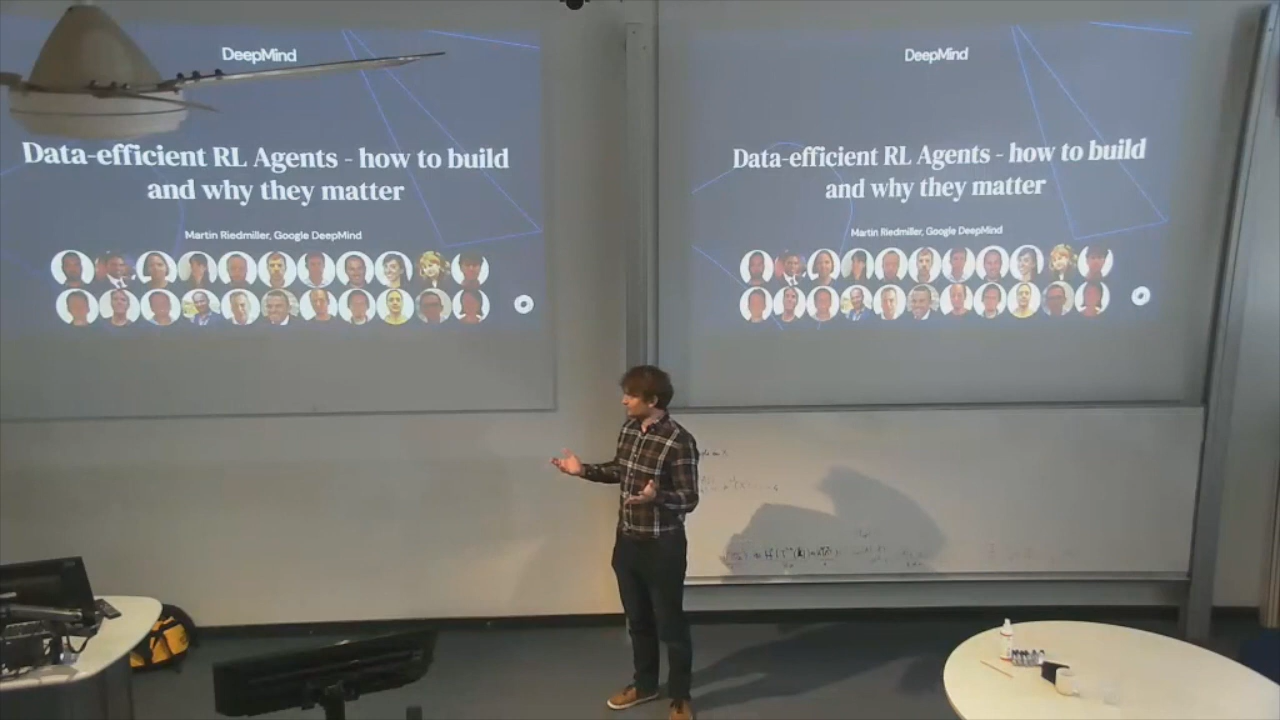 DeepMind
Data-efficient RL Agents - how to build
and why they matter
Martin Riedmiller, Google DeepMind
DeepMind
Data-efficient RL Agents - how to build
and why they matter
Martin Riedmiller, Google DeepMind